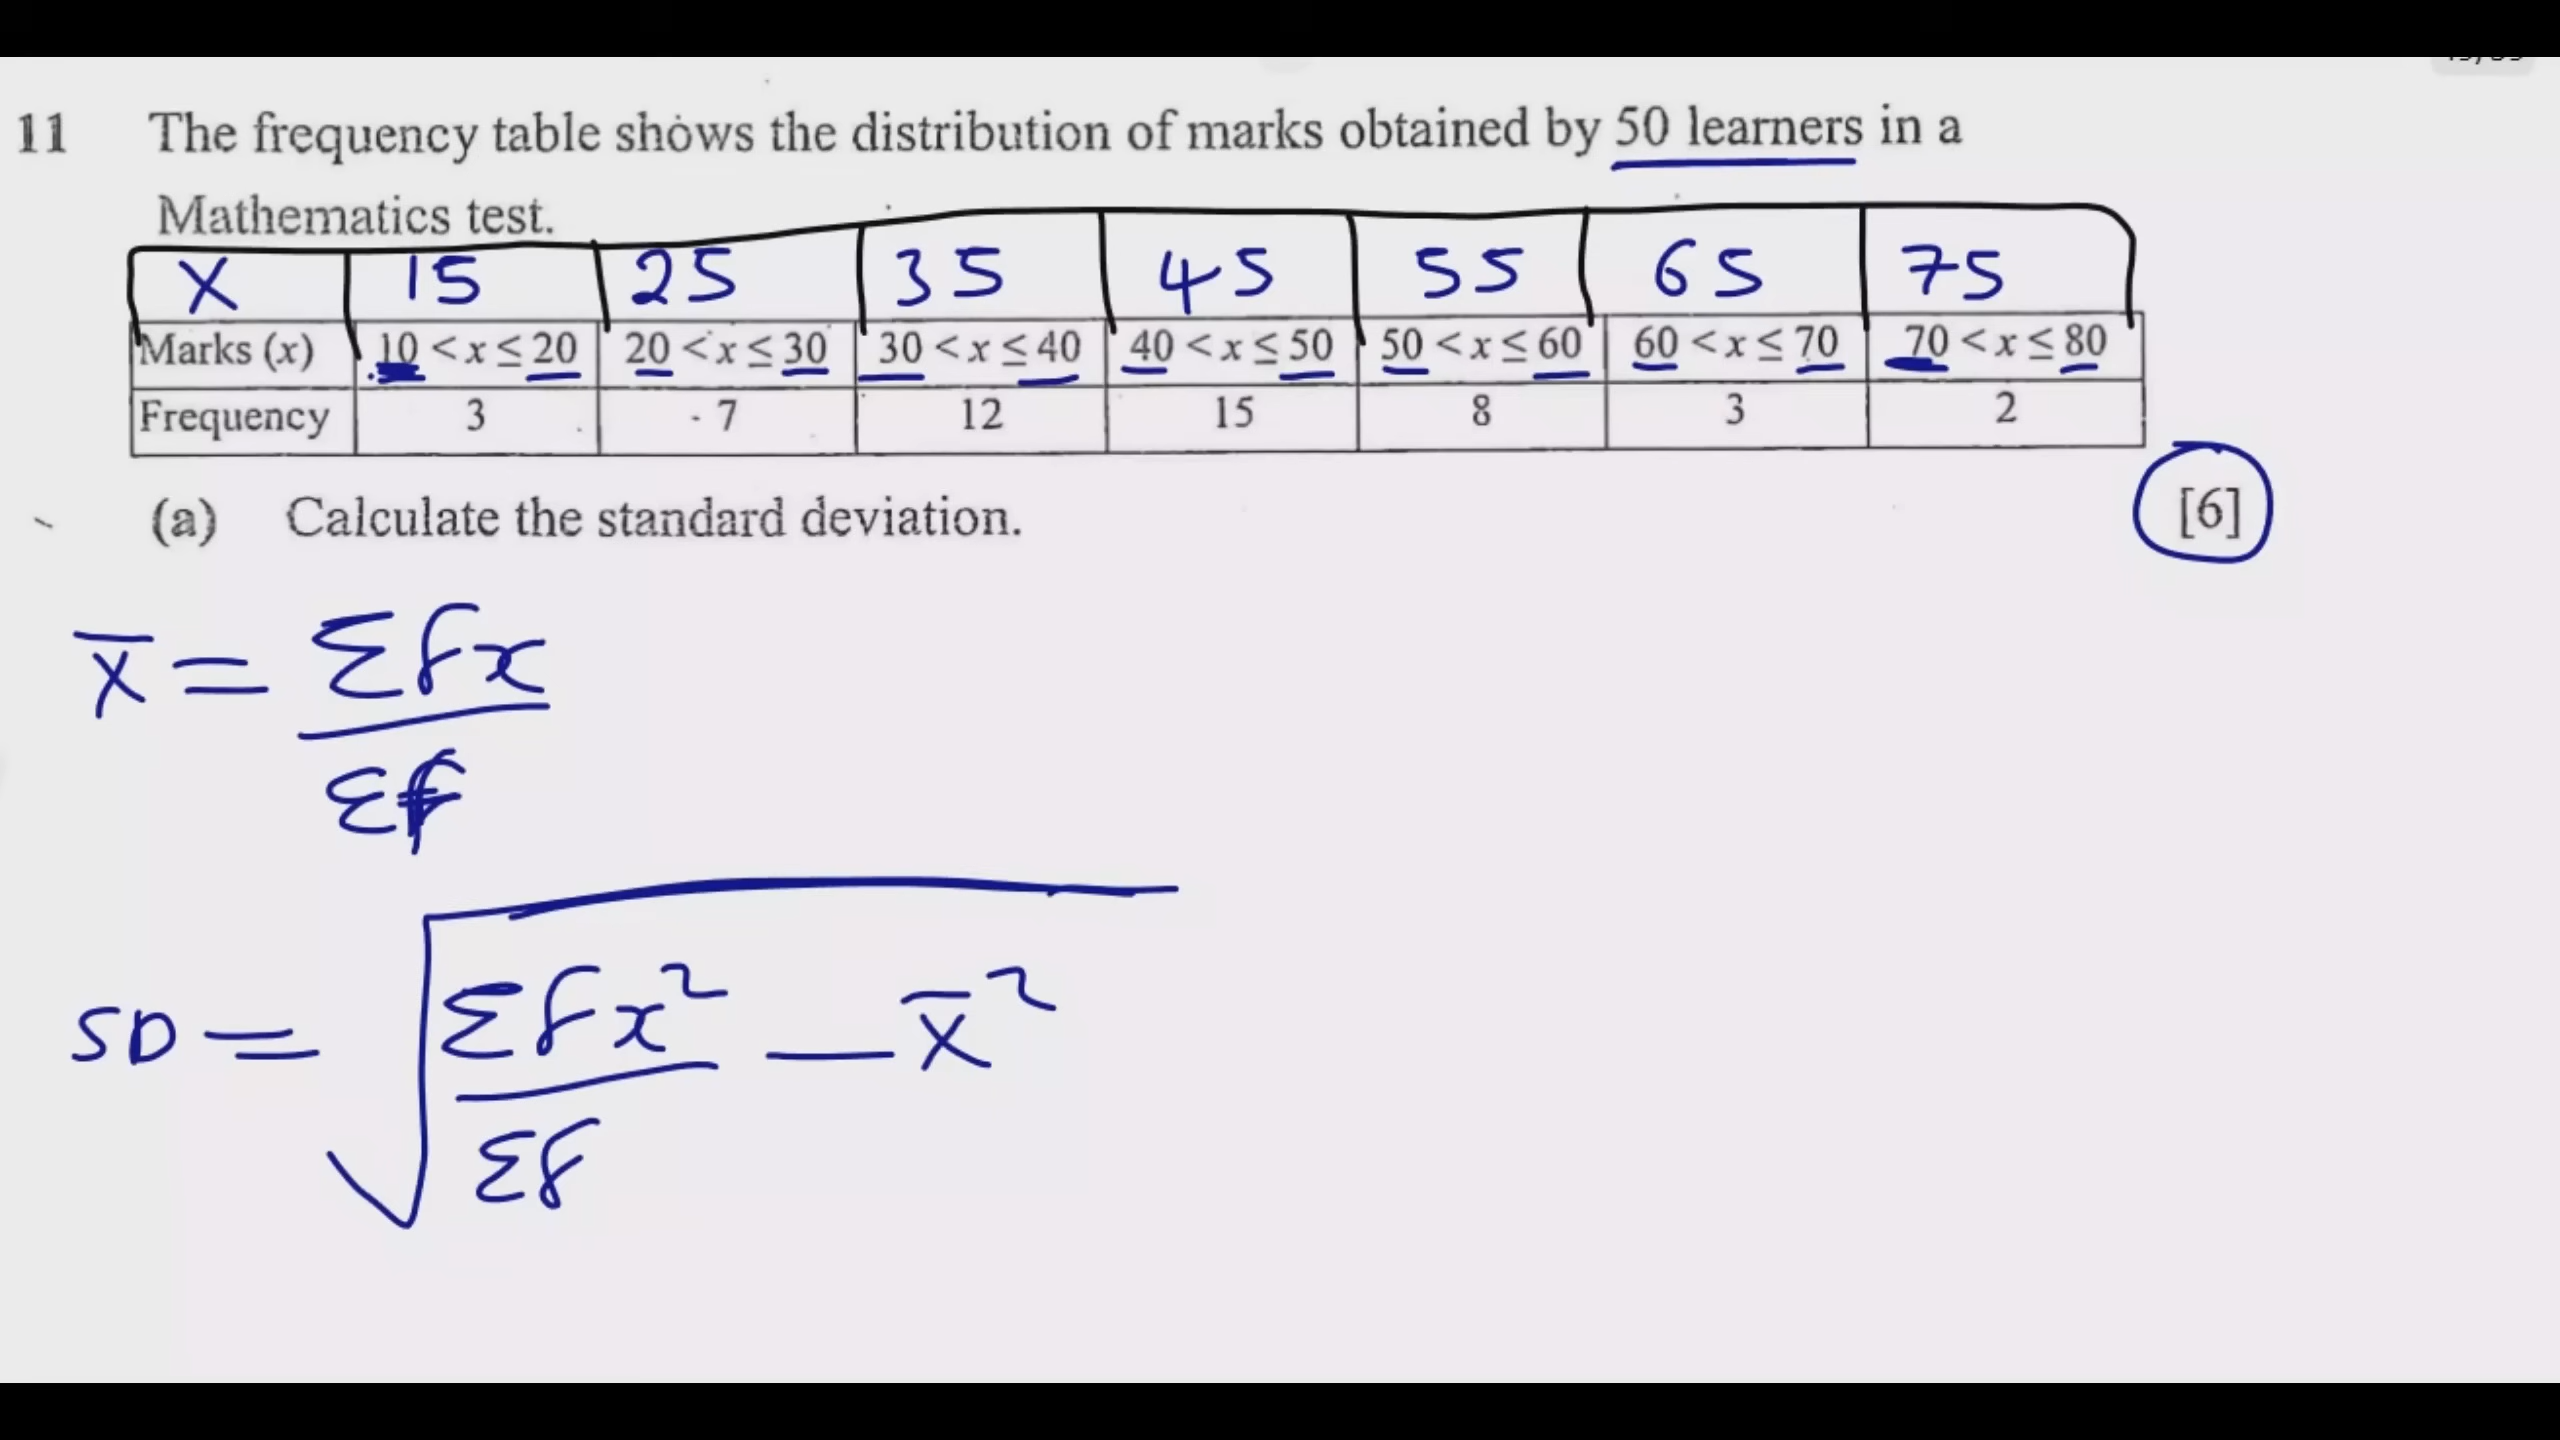 11 The frequency table shows the distribution of marks obtained by 50 learners in a
Mathematics test.
X 15 25 35 45 55 65 75
Marks (x) 10 < x ≤ 20 20 < x ≤ 30 30 < x ≤ 40 40 < x ≤ 50 50 < x ≤ 60 60 < x ≤ 70 70 < x ≤ 80
Frequency 3 7 12 15 8 3 2
(a) Calculate the standard deviation. [6]
x̄ = Σfx
Σf
SD = √ Σfx² — x̄²
Σf